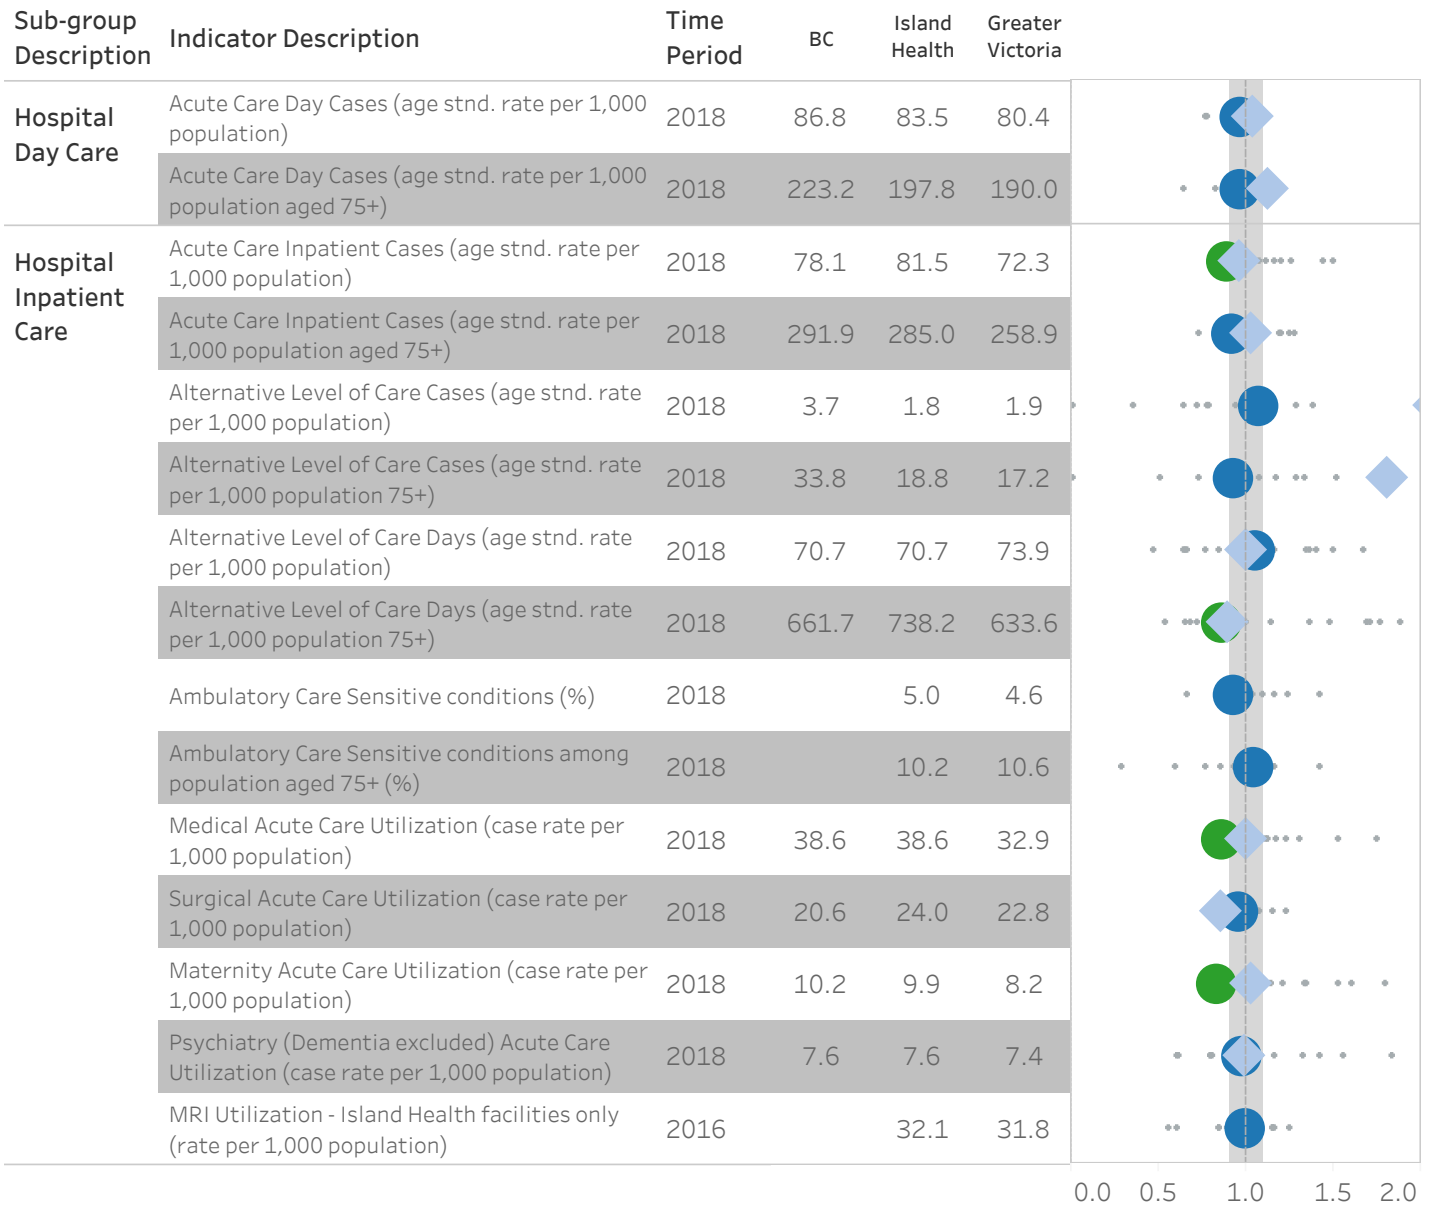 Sub-group
Description
Indicator Description
Time
Period
BC
Island
Health
Greater
Victoria
Hospital
Day Care
Acute Care Day Cases (age stnd. rate per 1,000
population)
2018 86.8 83.5 80.4
Acute Care Day Cases (age stnd. rate per 1,000
population aged 75+)
2018 223.2 197.8 190.0
Hospital
Inpatient
Care
Acute Care Inpatient Cases (age stnd. rate per
1,000 population)
2018 78.1 81.5 72.3
Acute Care Inpatient Cases (age stnd. rate per
1,000 population aged 75+)
2018 291.9 285.0 258.9
Alternative Level of Care Cases (age stnd. rate
per 1,000 population)
2018 3.7 1.8 1.9
Alternative Level of Care Cases (age stnd. rate
per 1,000 population 75+)
2018 33.8 18.8 17.2
Alternative Level of Care Days (age stnd. rate
per 1,000 population)
2018 70.7 70.7 73.9
Alternative Level of Care Days (age stnd. rate
per 1,000 population 75+)
2018 661.7 738.2 633.6
Ambulatory Care Sensitive conditions (%)
2018 5.0 4.6
Ambulatory Care Sensitive conditions among
population aged 75+ (%)
2018 10.2 10.6
Medical Acute Care Utilization (case rate per
1,000 population)
2018 38.6 38.6 32.9
Surgical Acute Care Utilization (case rate per
1,000 population)
2018 20.6 24.0 22.8
Maternity Acute Care Utilization (case rate per
1,000 population)
2018 10.2 9.9 8.2
Psychiatry (Dementia excluded) Acute Care
Utilization (case rate per 1,000 population)
2018 7.6 7.6 7.4
MRI Utilization - Island Health facilities only
(rate per 1,000 population)
2016 32.1 31.8
0.0 0.5 1.0 1.5 2.0